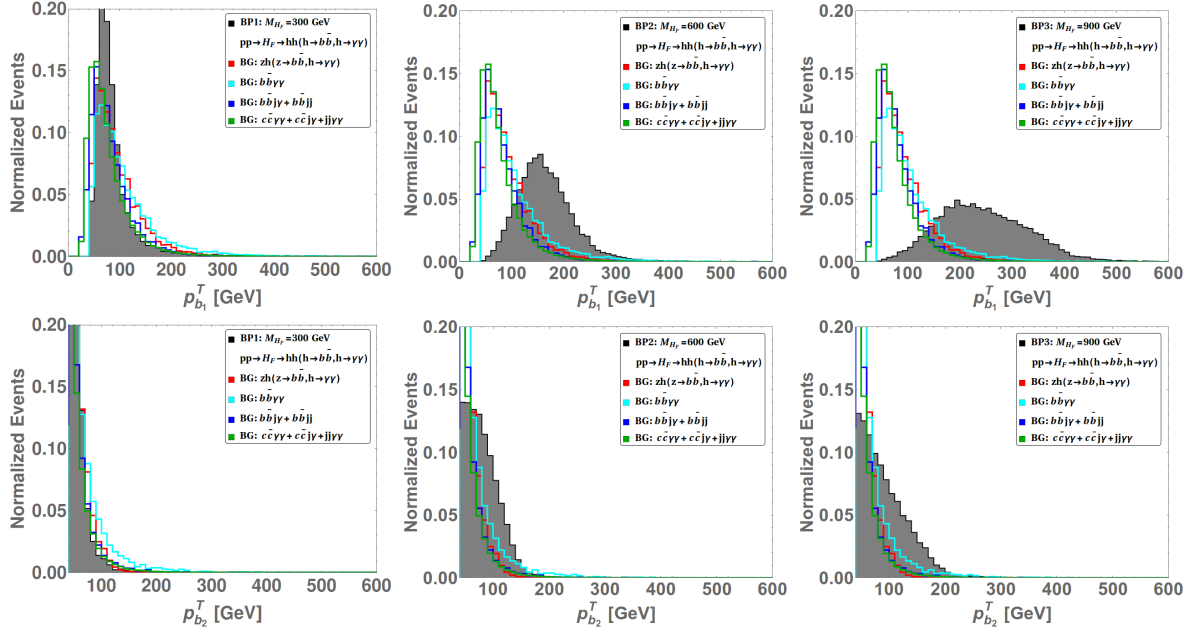 0.20
0.15
0.10
0.05
0.00
Normalized Events
BP1: M_{H_F}=300 GeV
pp→H_F→hh(h→bb̄,h→γγ)
BG: zh(z→bb̄,h→γγ)
BG: bb̄γγ
BG: bb̄jγ+bb̄jj
BG: cc̄γγ+cc̄jγ+jjγγ
0 100 200 300 400 500 600
p^T_{b_1} [GeV]
0.20
0.15
0.10
0.05
0.00
Normalized Events
BP2: M_{H_F}=600 GeV
pp→H_F→hh(h→bb̄,h→γγ)
BG: zh(z→bb̄,h→γγ)
BG: bb̄γγ
BG: bb̄jγ+bb̄jj
BG: cc̄γγ+cc̄jγ+jjγγ
0 100 200 300 400 500 600
p^T_{b_1} [GeV]
0.20
0.15
0.10
0.05
0.00
Normalized Events
BP3: M_{H_F}=900 GeV
pp→H_F→hh(h→bb̄,h→γγ)
BG: zh(z→bb̄,h→γγ)
BG: bb̄γγ
BG: bb̄jγ+bb̄jj
BG: cc̄γγ+cc̄jγ+jjγγ
0 100 200 300 400 500 600
p^T_{b_1} [GeV]
0.20
0.15
0.10
0.05
0.00
Normalized Events
BP1: M_{H_F}=300 GeV
pp→H_F→hh(h→bb̄,h→γγ)
BG: zh(z→bb̄,h→γγ)
BG: bb̄γγ
BG: bb̄jγ+bb̄jj
BG: cc̄γγ+cc̄jγ+jjγγ
100 200 300 400 500 600
p^T_{b_2} [GeV]
0.20
0.15
0.10
0.05
0.00
Normalized Events
BP2: M_{H_F}=600 GeV
pp→H_F→hh(h→bb̄,h→γγ)
BG: zh(z→bb̄,h→γγ)
BG: bb̄γγ
BG: bb̄jγ+bb̄jj
BG: cc̄γγ+cc̄jγ+jjγγ
100 200 300 400 500 600
p^T_{b_2} [GeV]
0.20
0.15
0.10
0.05
0.00
Normalized Events
BP3: M_{H_F}=900 GeV
pp→H_F→hh(h→bb̄,h→γγ)
BG: zh(z→bb̄,h→γγ)
BG: bb̄γγ
BG: bb̄jγ+bb̄jj
BG: cc̄γγ+cc̄jγ+jjγγ
100 200 300 400 500 600
p^T_{b_2} [GeV]